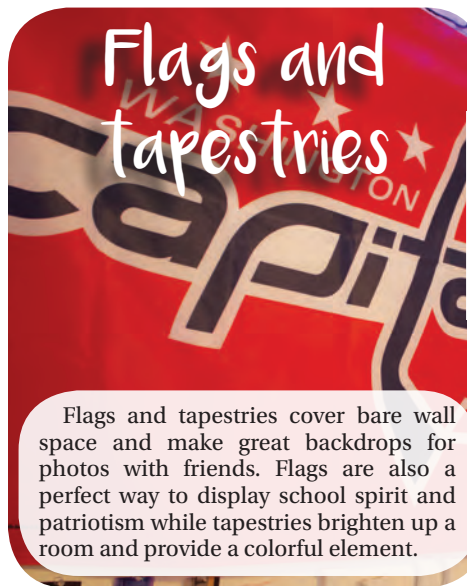 Flags and
tapestries
WASHINGTON
capit
Flags and tapestries cover bare wall
space and make great backdrops for
photos with friends. Flags are also a
perfect way to display school spirit and
patriotism while tapestries brighten up a
room and provide a colorful element.